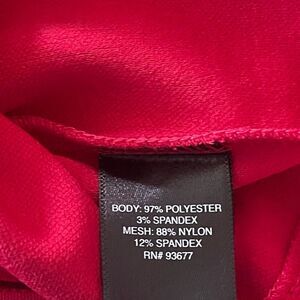 BODY: 97% POLYESTER
3% SPANDEX
MESH: 88% NYLON
12% SPANDEX
RN# 93677